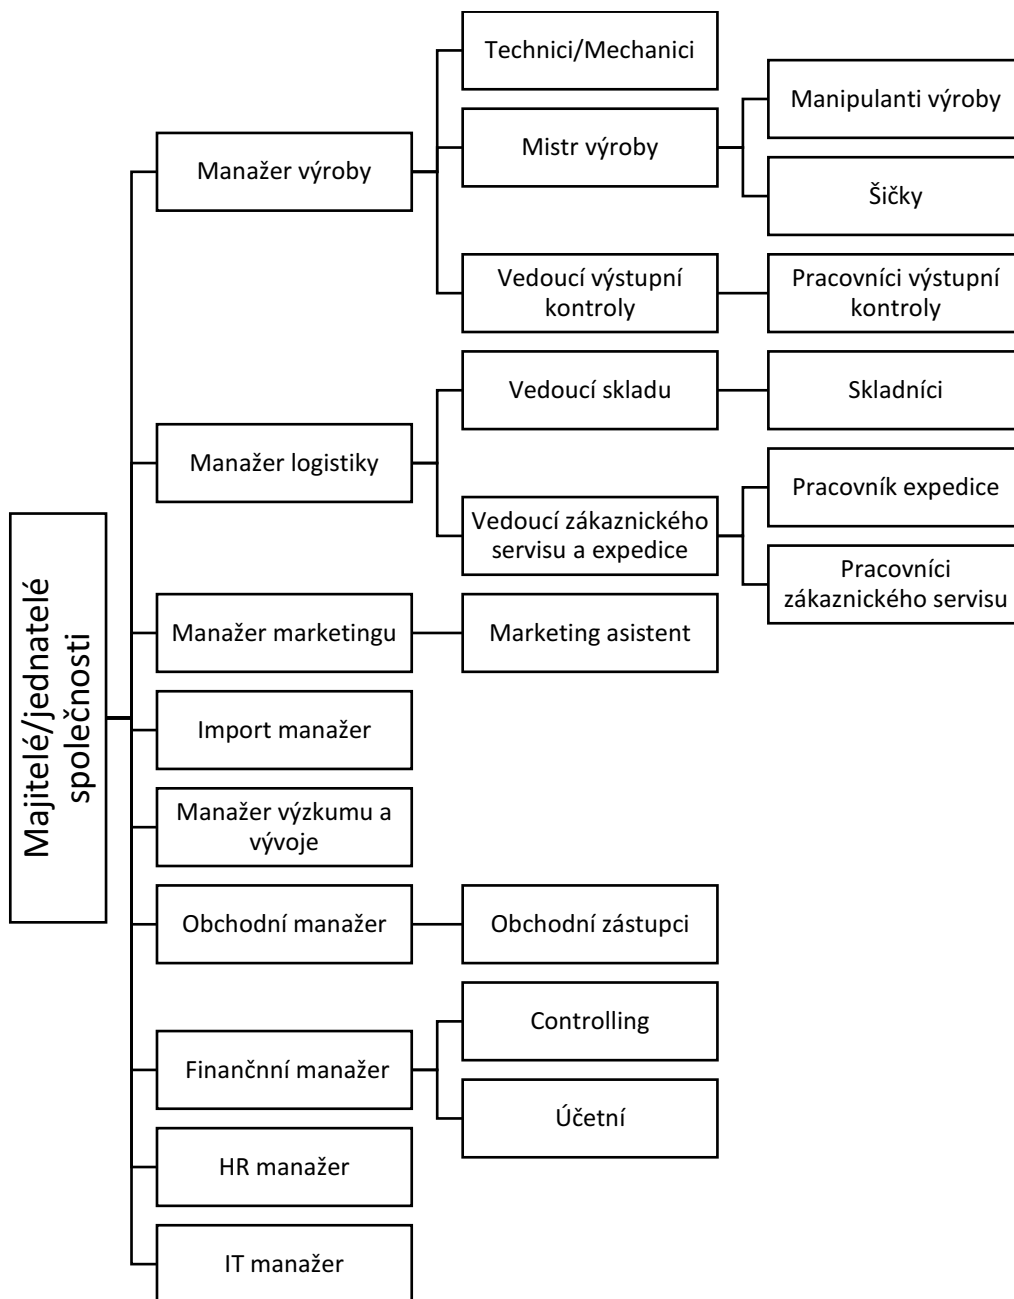 Technici/Mechanici
Manipulanti výroby
Mistr výroby
Manažer výroby
Šičky
Vedoucí výstupní
kontroly
Pracovníci výstupní
kontroly
Vedoucí skladu
Skladníci
Manažer logistiky
Pracovník expedice
Vedoucí zákaznického
servisu a expedice
Pracovníci
zákaznického servisu
Majitelé/jednatelé
společnosti
Manažer marketingu
Marketing asistent
Import manažer
Manažer výzkumu a
vývoje
Obchodní manažer
Obchodní zástupci
Controlling
Finančnní manažer
Účetní
HR manažer
IT manažer